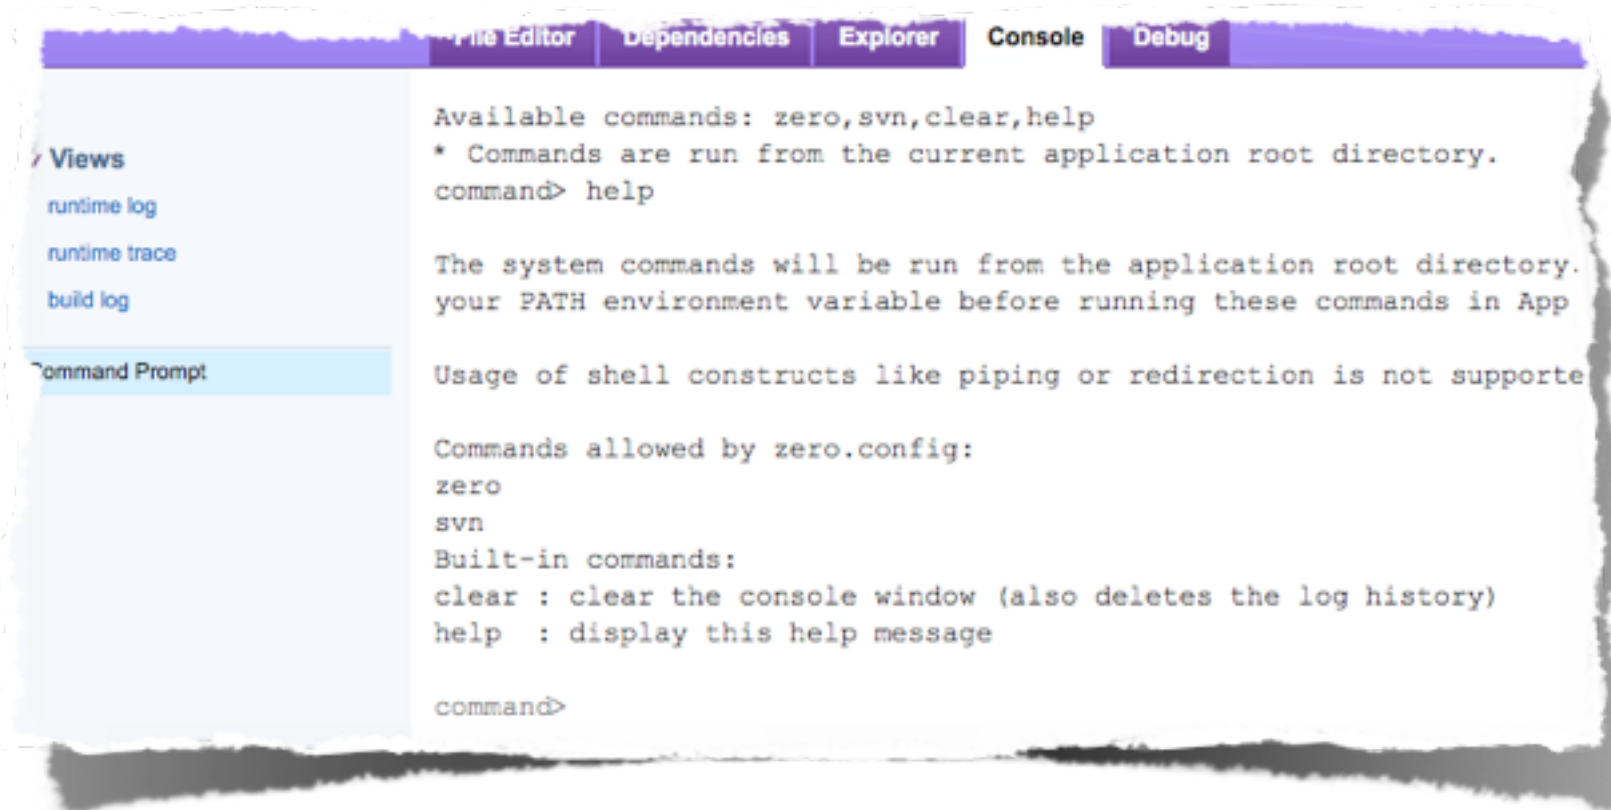 File Editor Dependencies Explorer Console Debug
Views
runtime log
runtime trace
build log
Command Prompt
Available commands: zero,svn,clear,help
* Commands are run from the current application root directory.
command> help
The system commands will be run from the application root directory.
your PATH environment variable before running these commands in App
Usage of shell constructs like piping or redirection is not supporte
Commands allowed by zero.config:
zero
svn
Built-in commands:
clear : clear the console window (also deletes the log history)
help : display this help message
command>